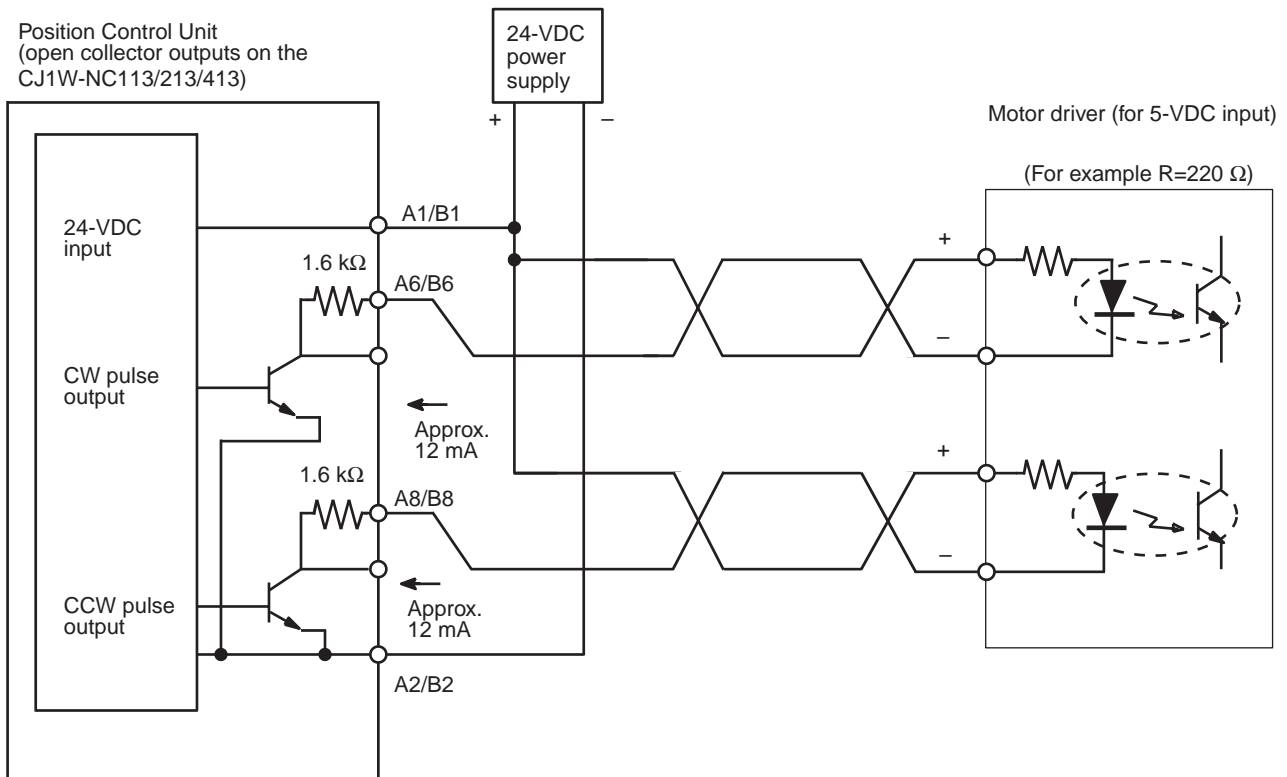 Position Control Unit
(open collector outputs on the
CJ1W-NC113/213/413)
24-VDC
power
supply
+
–
Motor driver (for 5-VDC input)
(For example R=220 Ω)
24-VDC
input
A1/B1
1.6 kΩ
A6/B6
+
–
CW pulse
output
Approx.
12 mA
1.6 kΩ
A8/B8
+
–
CCW pulse
output
Approx.
12 mA
A2/B2